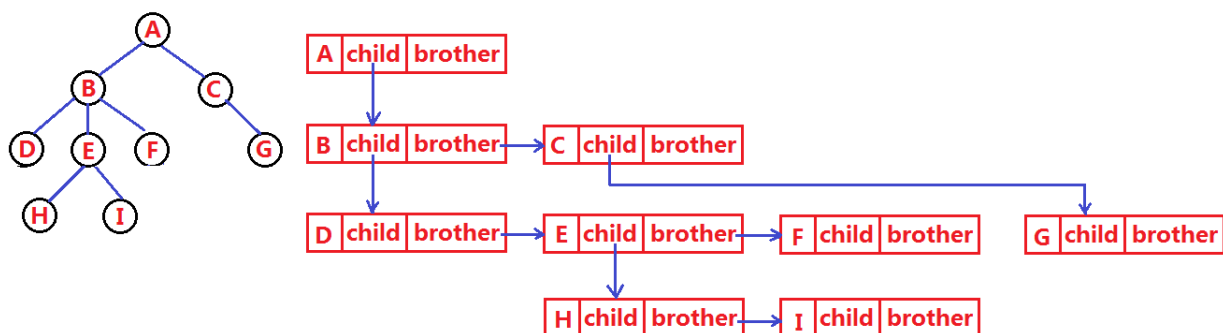 A
B C
D E F G
H I
A child brother
B child brother C child brother
D child brother E child brother F child brother G child brother
H child brother I child brother